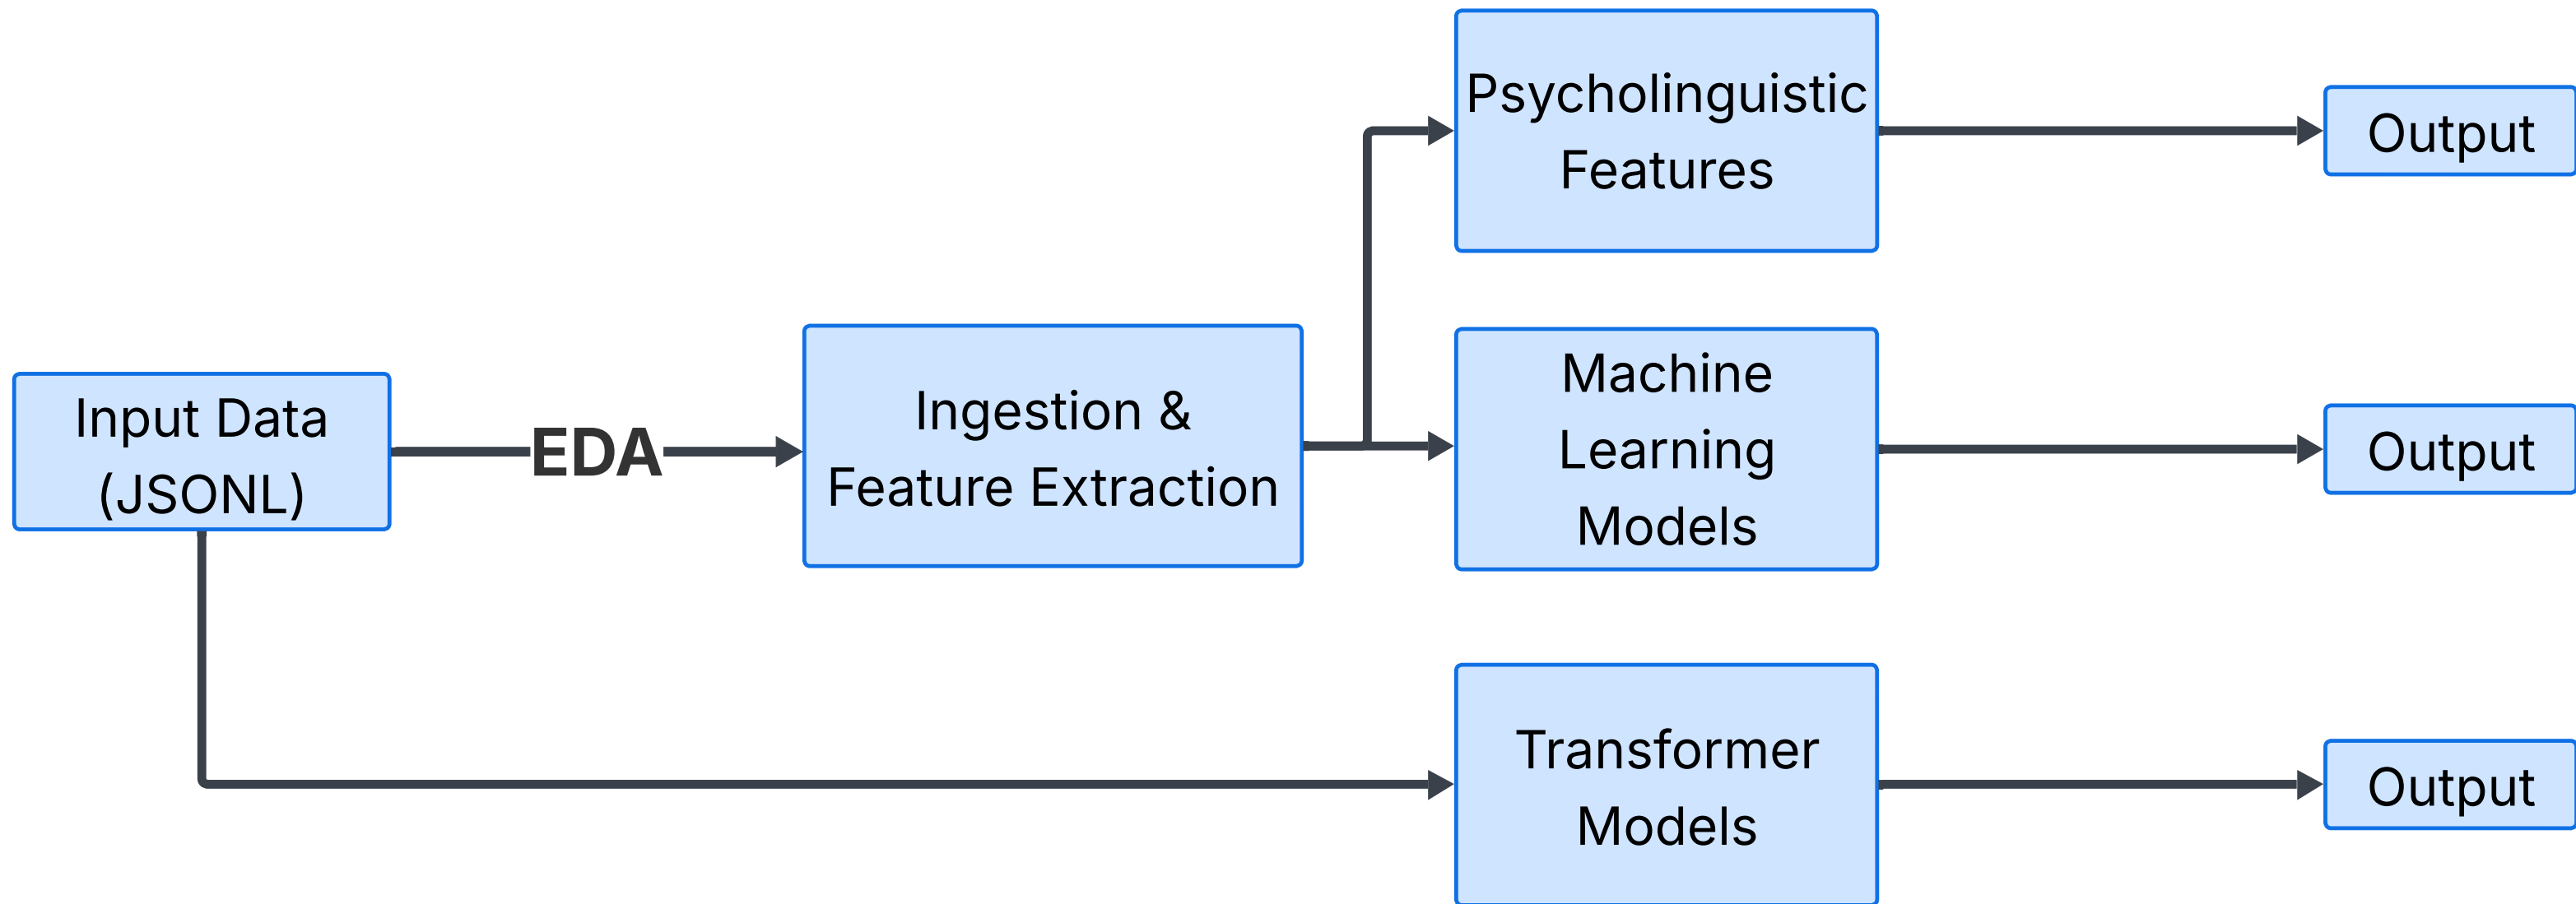 Input Data
(JSONL)
EDA
Ingestion &
Feature Extraction
Psycholinguistic
Features
Output
Machine
Learning
Models
Output
Transformer
Models
Output